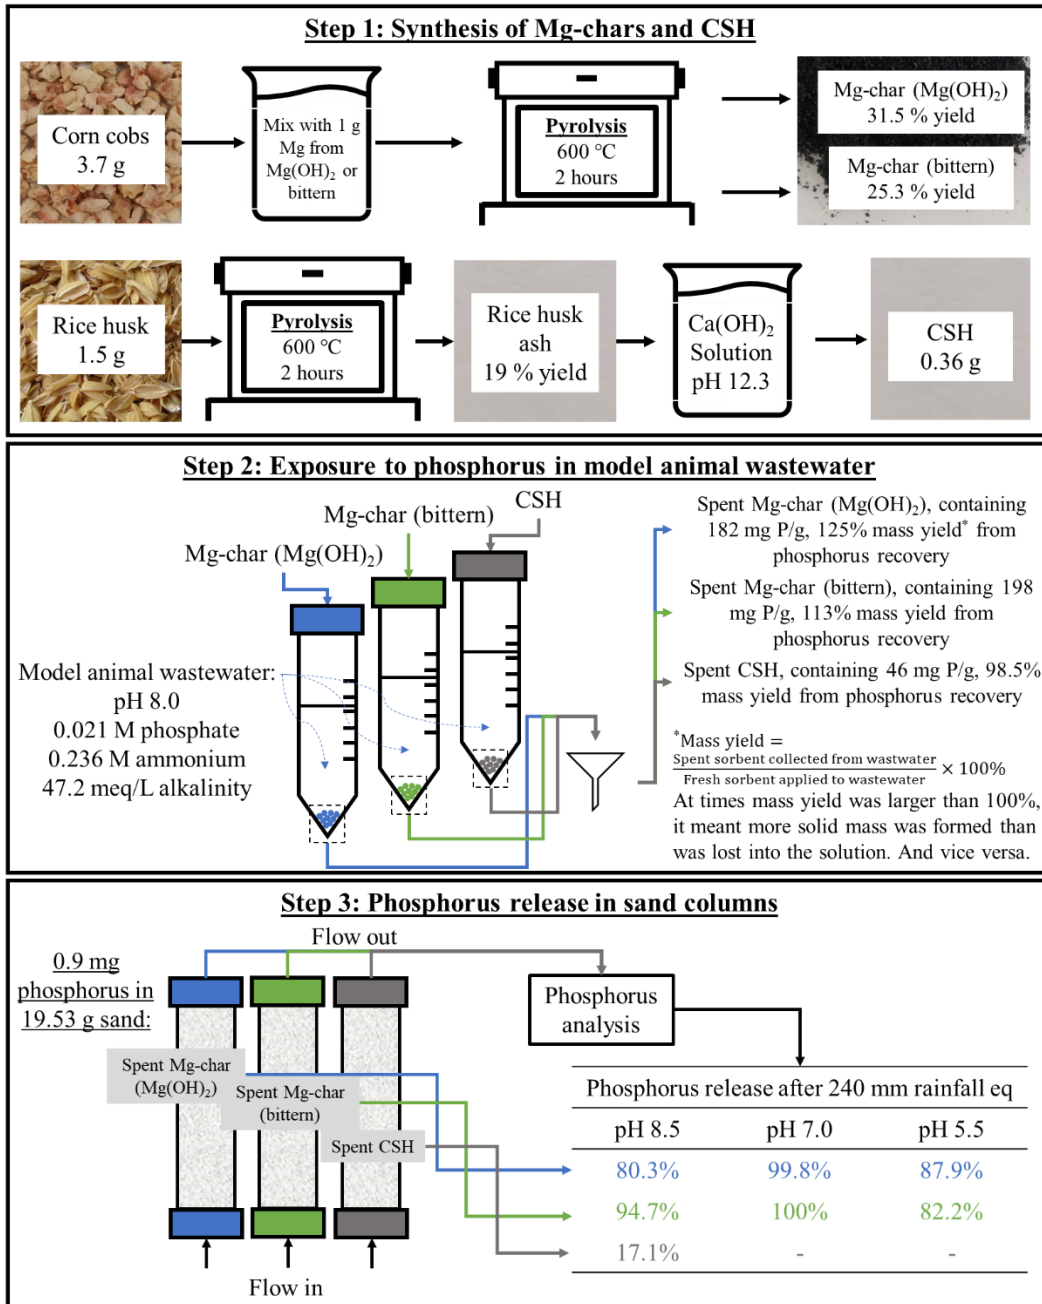 Step 1: Synthesis of Mg-chars and CSH
Corn cobs
3.7 g
Mix with 1 g
Mg from
Mg(OH)₂ or
bittern
Pyrolysis
600 °C
2 hours
Mg-char (Mg(OH)₂)
31.5 % yield
Mg-char (bittern)
25.3 % yield
Rice husk
1.5 g
Pyrolysis
600 °C
2 hours
Rice husk
ash
19 % yield
Ca(OH)₂
Solution
pH 12.3
CSH
0.36 g
Step 2: Exposure to phosphorus in model animal wastewater
CSH
Mg-char (bittern)
Mg-char (Mg(OH)₂)
Model animal wastewater:
pH 8.0
0.021 M phosphate
0.236 M ammonium
47.2 meq/L alkalinity
Spent Mg-char (Mg(OH)₂), containing
182 mg P/g, 125% mass yield* from
phosphorus recovery
Spent Mg-char (bittern), containing 198
mg P/g, 113% mass yield from
phosphorus recovery
Spent CSH, containing 46 mg P/g, 98.5%
mass yield from phosphorus recovery
*Mass yield =
Spent sorbent collected from wastwater
Fresh sorbent applied to wastewater
× 100%
At times mass yield was larger than 100%,
it meant more solid mass was formed than
was lost into the solution. And vice versa.
Step 3: Phosphorus release in sand columns
Flow out
0.9 mg
phosphorus in
19.53 g sand:
Spent Mg-char
(Mg(OH)₂)
Spent Mg-char
(bittern)
Spent CSH
Flow in
Phosphorus
analysis
Phosphorus release after 240 mm rainfall eq
pH 8.5 pH 7.0 pH 5.5
80.3% 99.8% 87.9%
94.7% 100% 82.2%
17.1% - -